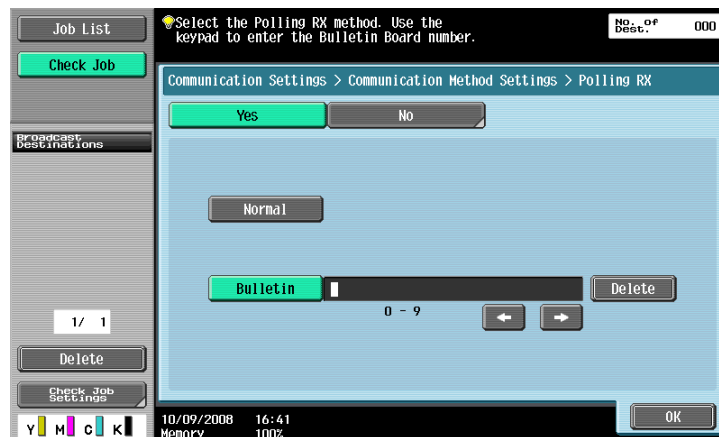 Job List
Check Job
Select the Polling RX method. Use the
keypad to enter the Bulletin Board number.
No. of
Dest.
000
Communication Settings > Communication Method Settings > Polling RX
Yes
No
Broadcast
Destinations
Normal
Bulletin
Delete
0 - 9
1/ 1
Delete
Check Job
Settings
Y M C K
10/09/2008 16:41
Memory 100%
OK